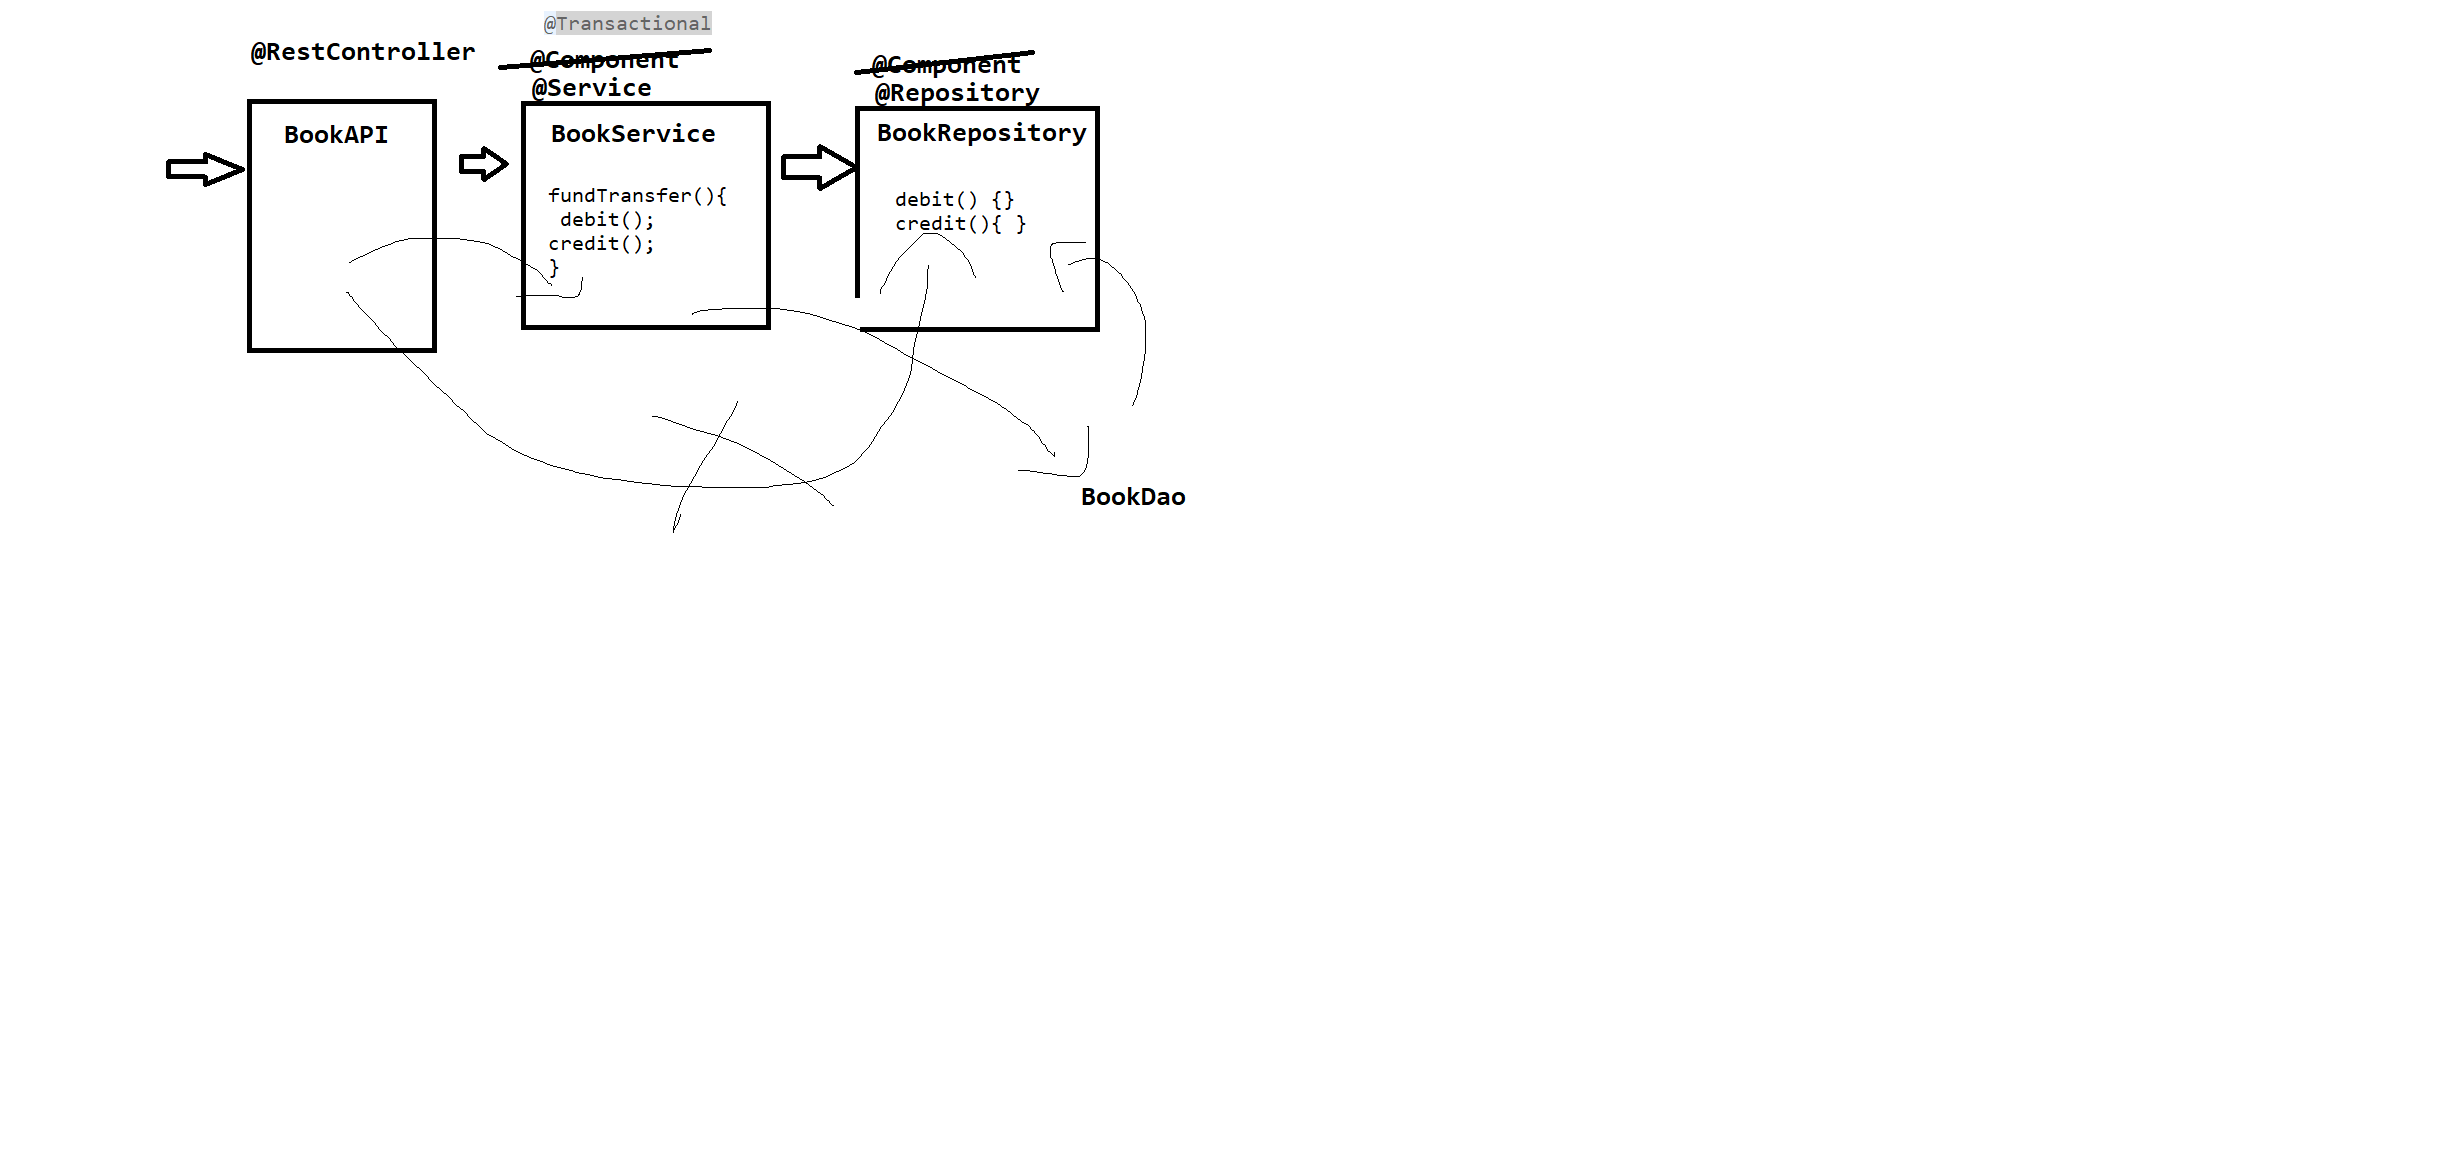 @Transactional
@RestController
@Component
@Service
@Component
@Repository
BookAPI
BookService
BookRepository
fundTransfer(){
debit();
credit();
}
debit() {}
credit(){ }
BookDao